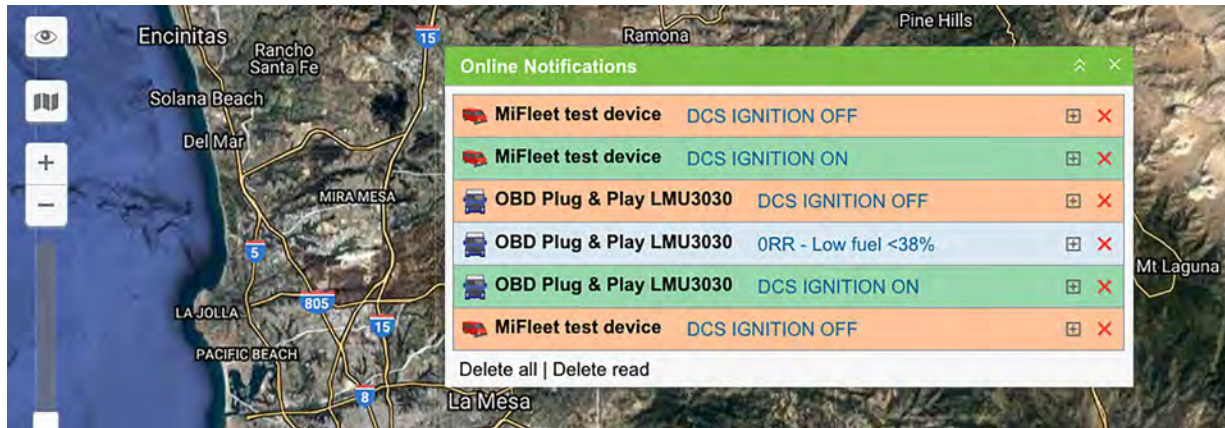 Encinitas
Rancho
Santa Fe
15
Ramona
Pine Hills
Online Notifications
Solana Beach
MiFleet test device DCS IGNITION OFF
Del Mar
MiFleet test device DCS IGNITION ON
MIRA MESA
OBD Plug & Play LMU3030 DCS IGNITION OFF
5
OBD Plug & Play LMU3030 0RR - Low fuel <38%
Mt Laguna
OBD Plug & Play LMU3030 DCS IGNITION ON
805
LA JOLLA
15
MiFleet test device DCS IGNITION OFF
PACIFIC BEACH
Delete all | Delete read
8
La Mesa